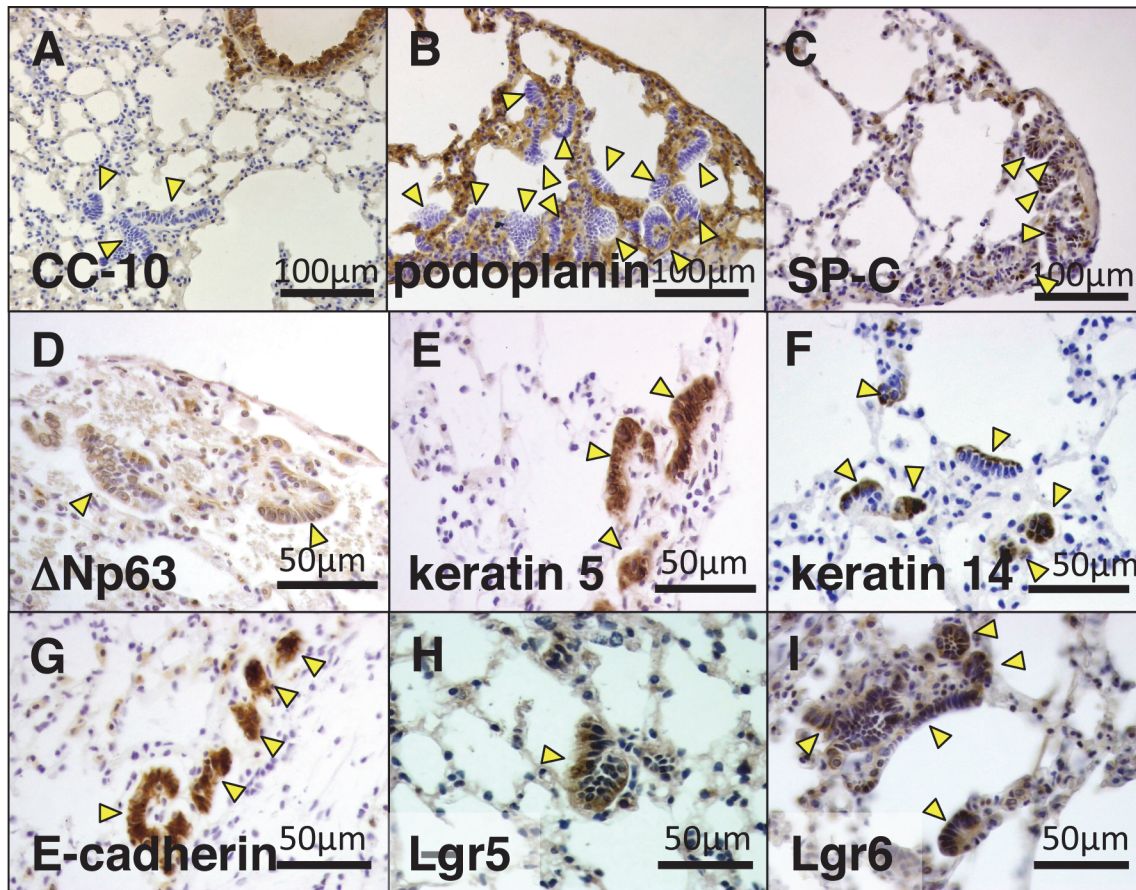 A
CC-10
100μm
B
podoplanin
100μm
C
SP-C
100μm
D
ΔNp63
50μm
E
keratin 5
50μm
F
keratin 14
50μm
G
E-cadherin
50μm
H
Lgr5
50μm
I
Lgr6
50μm